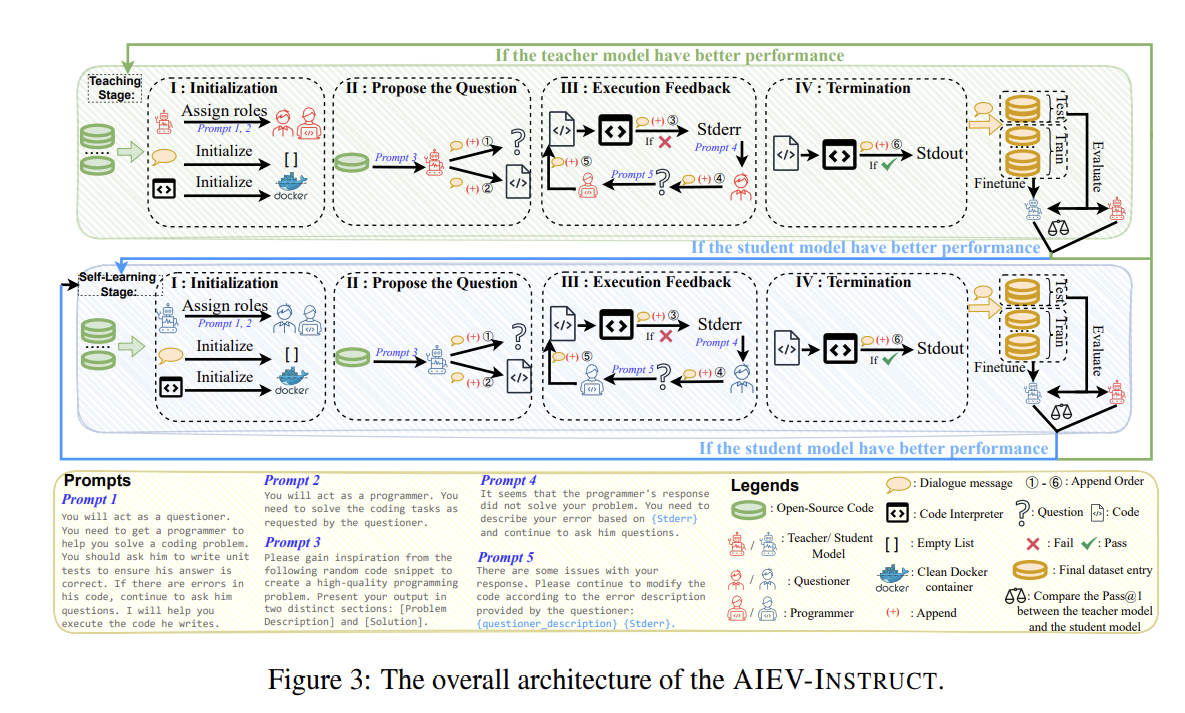 If the teacher model have better performance
Teaching
Stage:
I : Initialization
Assign roles
Prompt 1, 2
Initialize
[ ]
Initialize
docker
II : Propose the Question
Prompt 3
(+) ①
?
(+) ②
</>
III : Execution Feedback
</>
(+) ③
If
Stderr
Prompt 4
(+) ⑤
Prompt 5
?
(+) ④
IV : Termination
</>
(+) ⑥
If
Stdout
Test
Train
Finetune
Evaluate
If the student model have better performance
Self-Learning
Stage:
I : Initialization
Assign roles
Prompt 1, 2
Initialize
[ ]
Initialize
docker
II : Propose the Question
Prompt 3
(+) ①
?
(+) ②
</>
III : Execution Feedback
</>
(+) ③
If
Stderr
Prompt 4
(+) ⑤
Prompt 5
?
(+) ④
IV : Termination
</>
(+) ⑥
If
Stdout
Test
Train
Finetune
Evaluate
If the student model have better performance
Prompts
Prompt 1
You will act as a questioner.
You need to get a programmer to
help you solve a coding problem.
You should ask him to write unit
tests to ensure his answer is
correct. If there are errors in
his code, continue to ask him
questions. I will help you
execute the code he writes.
Prompt 2
You will act as a programmer. You
need to solve the coding tasks as
requested by the questioner.
Prompt 3
Please gain inspiration from the
following random code snippet to
create a high-quality programming
problem. Present your output in
two distinct sections: [Problem
Description] and [Solution].
Prompt 4
It seems that the programmer's response
did not solve your problem. You need to
describe your error based on {Stderr}
and continue to ask him questions.
Prompt 5
There are some issues with your
response. Please continue to modify the
code according to the error description
provided by the questioner:
{questioner_description} {Stderr}.
Legends
: Open-Source Code
/ : Teacher/ Student
Model
/ : Questioner
/ : Programmer
: Dialogue message
: Code Interpreter
[ ] : Empty List
docker : Clean Docker
container
(+) : Append
① - ⑥ : Append Order
? : Question </> : Code
: Fail : Pass
: Final dataset entry
: Compare the Pass@1
between the teacher model
and the student model
Figure 3: The overall architecture of the AIEV-INSTRUCT.